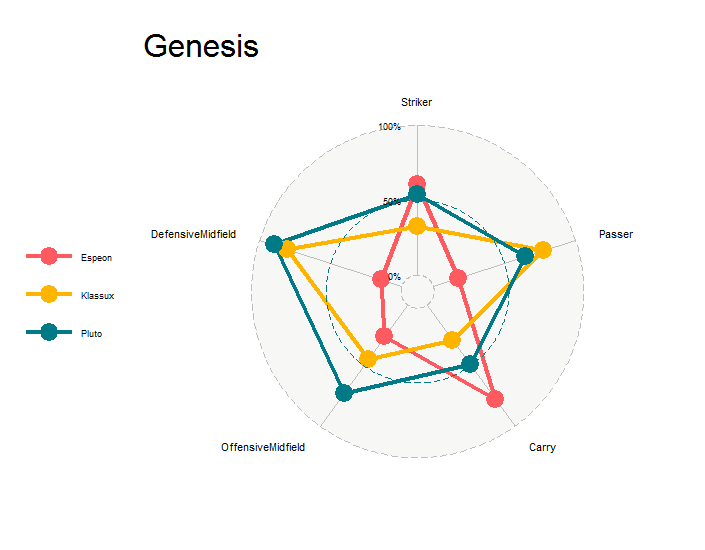 Genesis
Striker
100%
50%
0%
DefensiveMidfield
Passer
Espeon
Klassux
Pluto
OffensiveMidfield
Carry